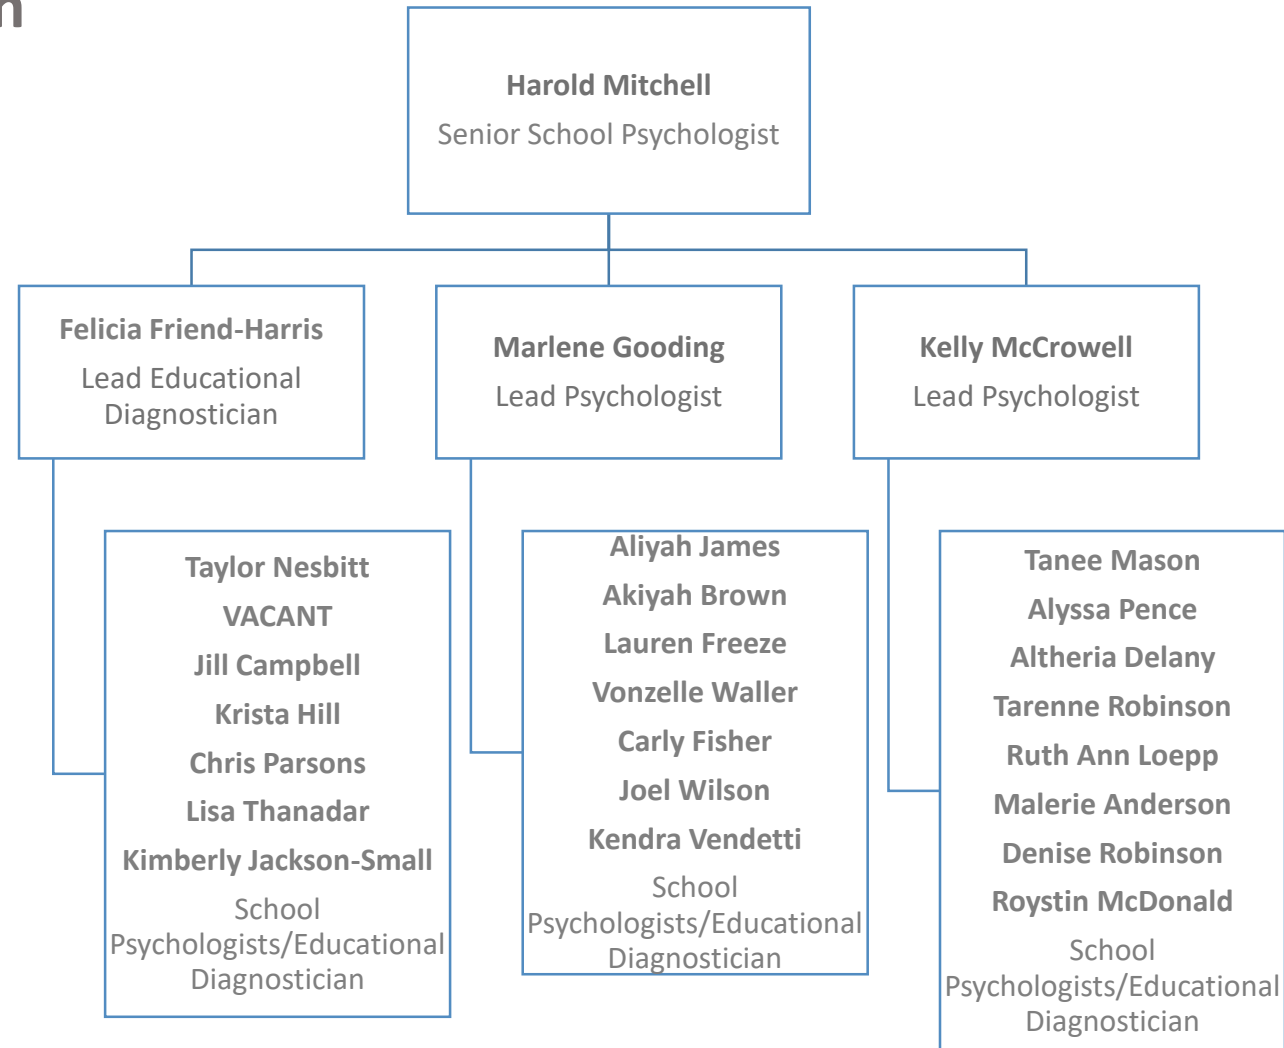 Harold Mitchell
Senior School Psychologist
Felicia Friend-Harris
Lead Educational
Diagnostician
Marlene Gooding
Lead Psychologist
Kelly McCrowell
Lead Psychologist
Taylor Nesbitt
VACANT
Jill Campbell
Krista Hill
Chris Parsons
Lisa Thanadar
Kimberly Jackson-Small
School
Psychologists/Educational
Diagnostician
Aliyah James
Akiyah Brown
Lauren Freeze
Vonzelle Waller
Carly Fisher
Joel Wilson
Kendra Vendetti
School
Psychologists/Educational
Diagnostician
Tanee Mason
Alyssa Pence
Altheria Delany
Tarenne Robinson
Ruth Ann Loepp
Malerie Anderson
Denise Robinson
Roystin McDonald
School
Psychologists/Educational
Diagnostician